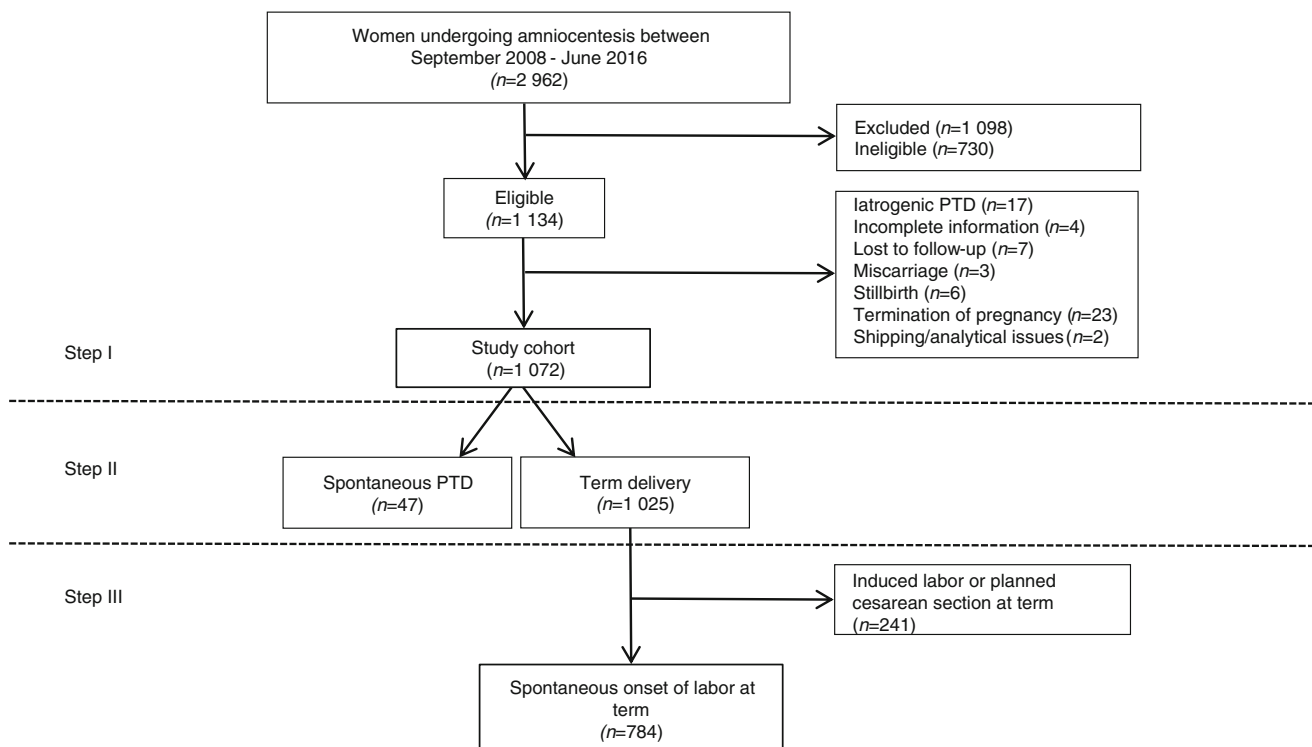 Women undergoing amniocentesis between
September 2008 - June 2016
(n=2 962)
Excluded (n=1 098)
Ineligible (n=730)
Eligible
(n=1 134)
Iatrogenic PTD (n=17)
Incomplete information (n=4)
Lost to follow-up (n=7)
Miscarriage (n=3)
Stillbirth (n=6)
Termination of pregnancy (n=23)
Shipping/analytical issues (n=2)
Step I
Study cohort
(n=1 072)
Step II
Spontaneous PTD
(n=47)
Term delivery
(n=1 025)
Step III
Induced labor or planned
cesarean section at term
(n=241)
Spontaneous onset of labor at
term
(n=784)